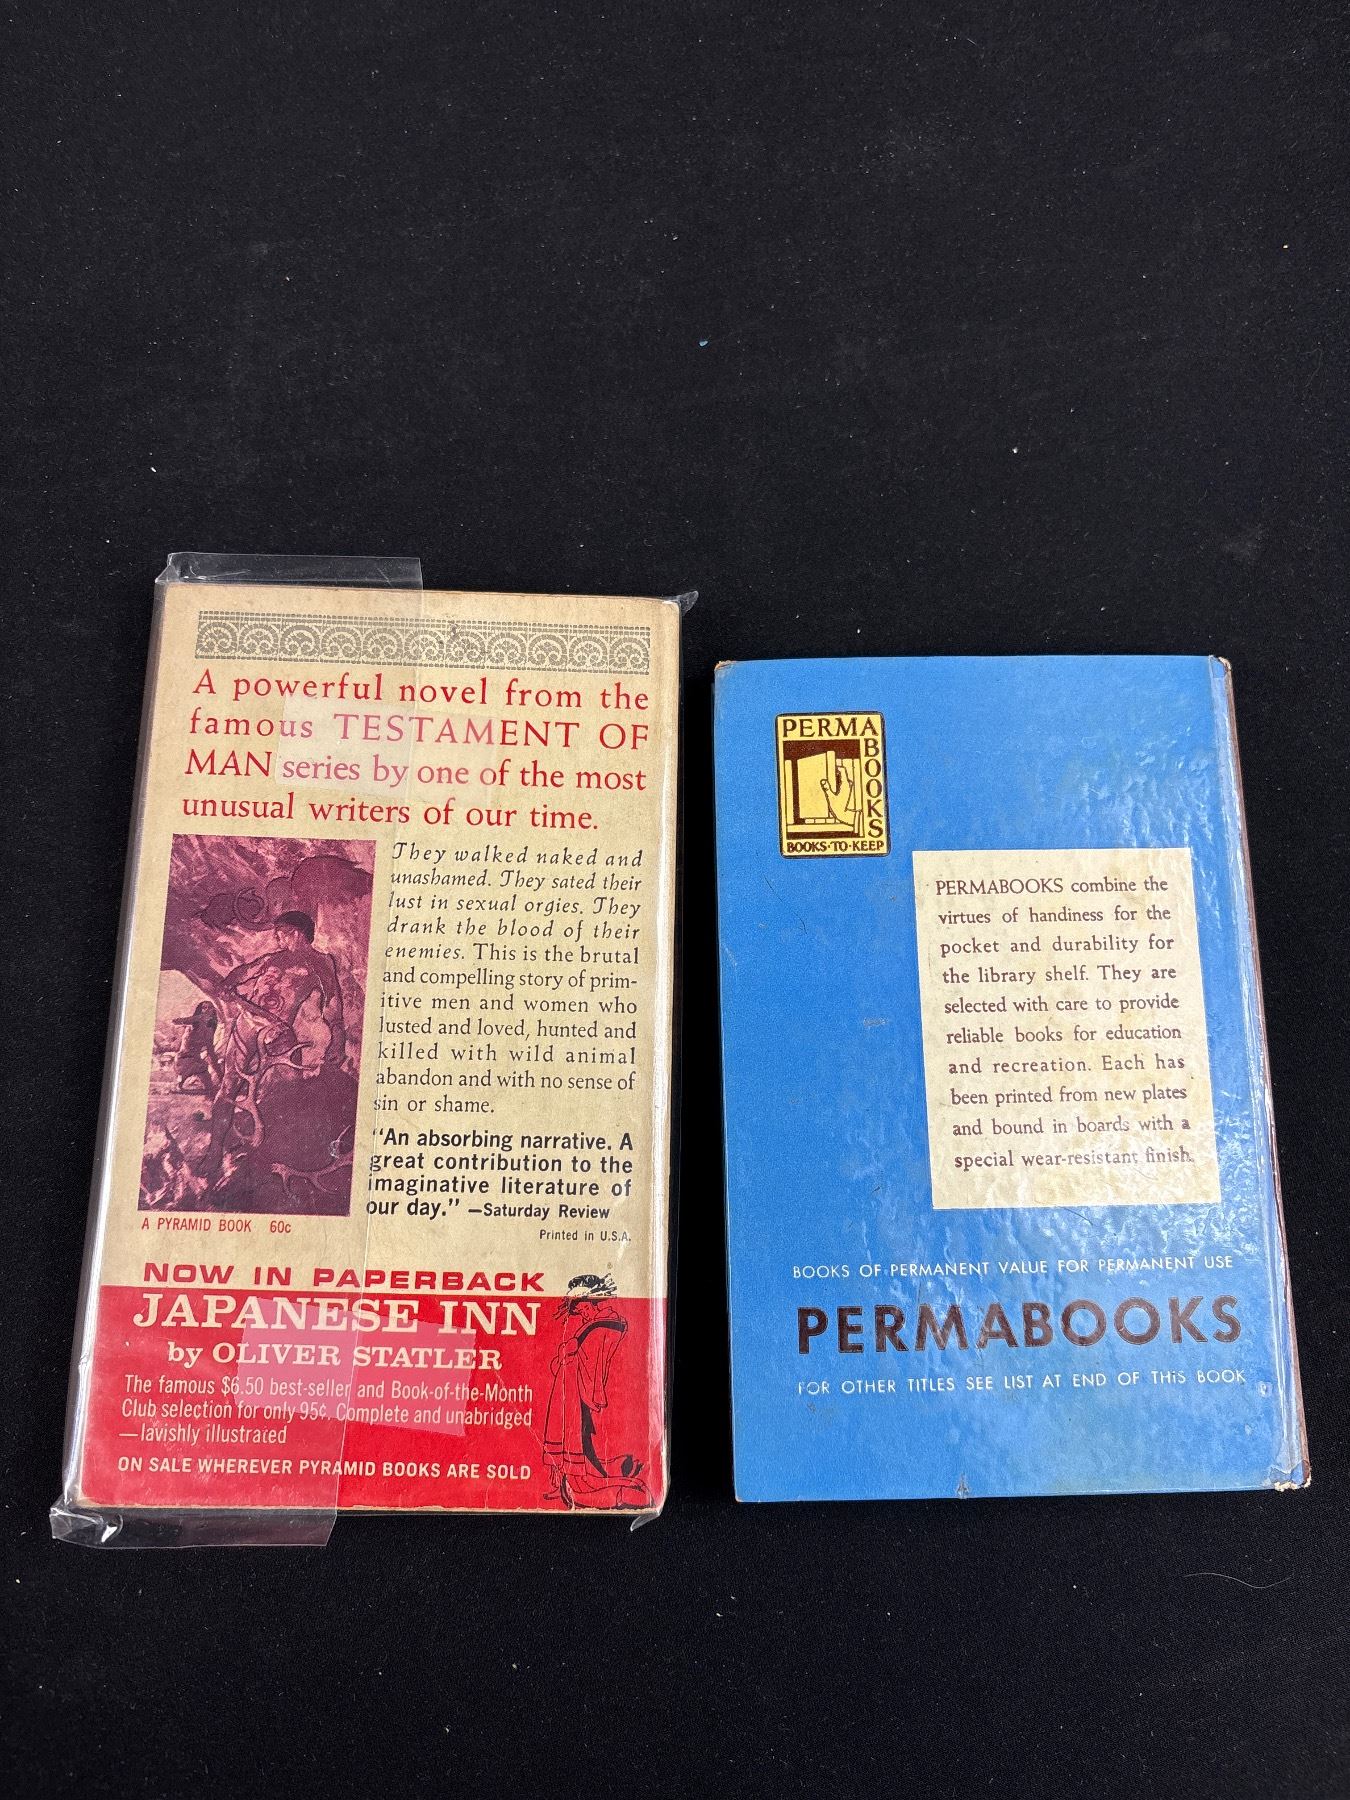 A powerful novel from the
famous TESTAMENT OF
MAN series by one of the most
unusual writers of our time.
They walked naked and
unashamed. They sated their
lust in sexual orgies. They
drank the blood of their
enemies. This is the brutal
and compelling story of prim-
itive men and women who
lusted and loved, hunted and
killed with wild animal
abandon and with no sense of
sin or shame.
"An absorbing narrative. A
great contribution to the
imaginative literature of
our day." —Saturday Review
Printed in U.S.A.
A PYRAMID BOOK 60c
NOW IN PAPERBACK
JAPANESE INN
by OLIVER STATLER
The famous $6.50 best-seller and Book-of-the-Month
Club selection for only 95¢. Complete and unabridged
—lavishly illustrated
ON SALE WHEREVER PYRAMID BOOKS ARE SOLD
PERMA
BOOKS
BOOKS·TO·KEEP
PERMABOOKS combine the
virtues of handiness for the
pocket and durability for
the library shelf. They are
selected with care to provide
reliable books for education
and recreation. Each has
been printed from new plates
and bound in boards with a
special wear-resistant finish.
BOOKS OF PERMANENT VALUE FOR PERMANENT USE
PERMABOOKS
FOR OTHER TITLES SEE LIST AT END OF THIS BOOK